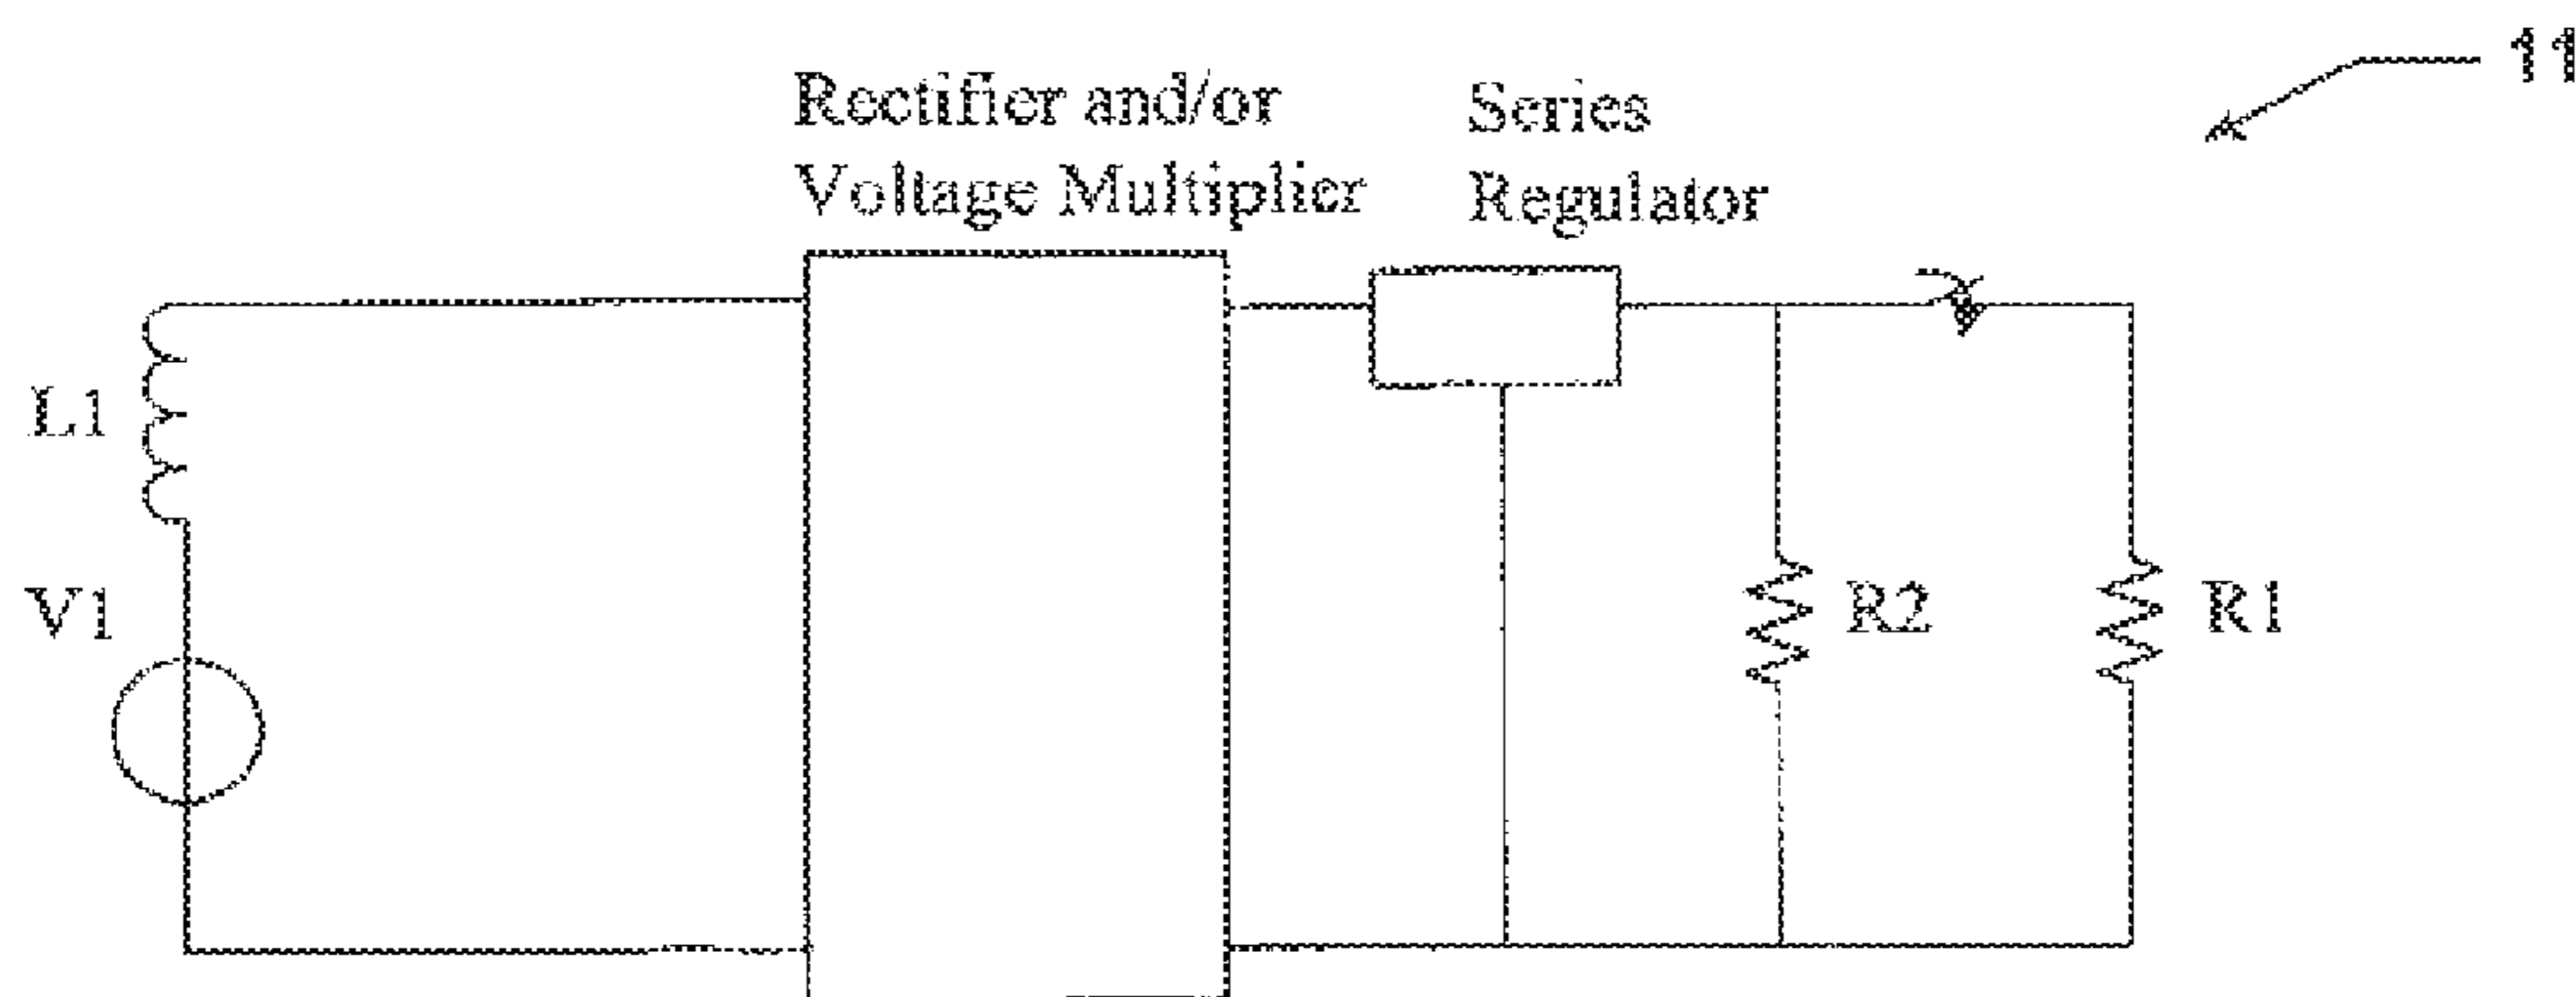 11
Rectifier and/or
Voltage Multiplier
Series
Regulator
L1
V1
R2
R1